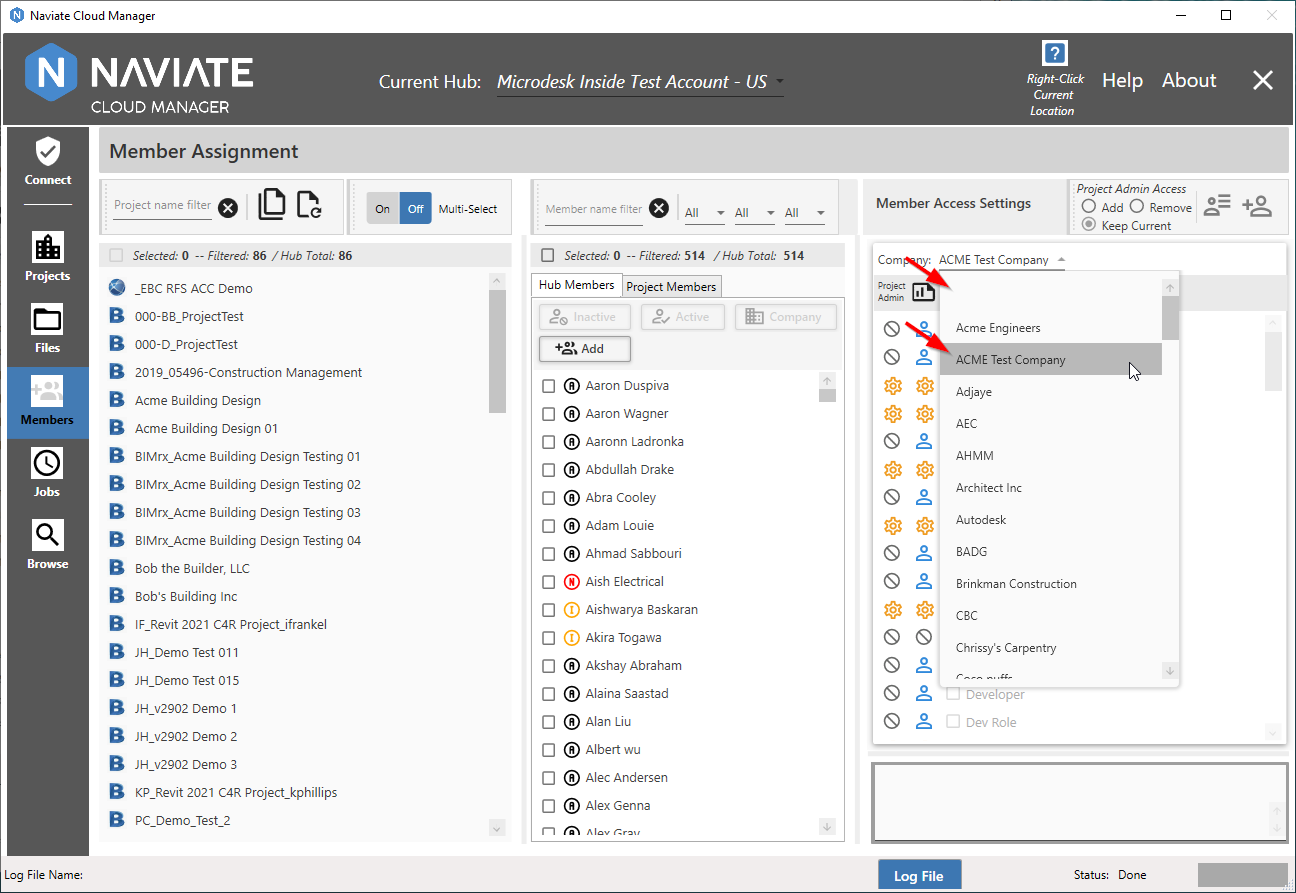 Naviate Cloud Manager
NAVIATE
CLOUD MANAGER
Current Hub: Microdesk Inside Test Account - US
?
Right-Click
Current
Location
Help About
Connect
Projects
Files
Members
Jobs
Browse
Member Assignment
Project name filter
On Off Multi-Select
Selected: 0 -- Filtered: 86 / Hub Total: 86
_EBC RFS ACC Demo
B 000-BB_ProjectTest
B 000-D_ProjectTest
B 2019_05496-Construction Management
B Acme Building Design
B Acme Building Design 01
B BIMrx_Acme Building Design Testing 01
B BIMrx_Acme Building Design Testing 02
B BIMrx_Acme Building Design Testing 03
B BIMrx_Acme Building Design Testing 04
B Bob the Builder, LLC
B Bob's Building Inc
B IF_Revit 2021 C4R Project_ifrankel
B JH_Demo Test 011
B JH_Demo Test 015
B JH_v2902 Demo 1
B JH_v2902 Demo 2
B JH_v2902 Demo 3
B KP_Revit 2021 C4R Project_kphillips
B PC_Demo_Test_2
Member name filter
All All All
Selected: 0 -- Filtered: 514 / Hub Total: 514
Hub Members Project Members
Inactive Active Company
Add
A Aaron Duspiva
A Aaron Wagner
A Aaronn Ladronka
A Abdullah Drake
A Abra Cooley
A Adam Louie
A Ahmad Sabbouri
N Aish Electrical
I Aishwarya Baskaran
I Akira Togawa
A Akshay Abraham
A Alaina Saastad
A Alan Liu
A Albert wu
A Alec Andersen
A Alex Genna
A Alex Gray
Member Access Settings
Project Admin Access
Add Remove
Keep Current
Company: ACME Test Company
Project
Admin
Acme Engineers
ACME Test Company
Adjaye
AEC
AHMM
Architect Inc
Autodesk
BADG
Brinkman Construction
CBC
Chrissy's Carpentry
Coco puffs
Developer
Dev Role
Log File Name:
Log File
Status: Done